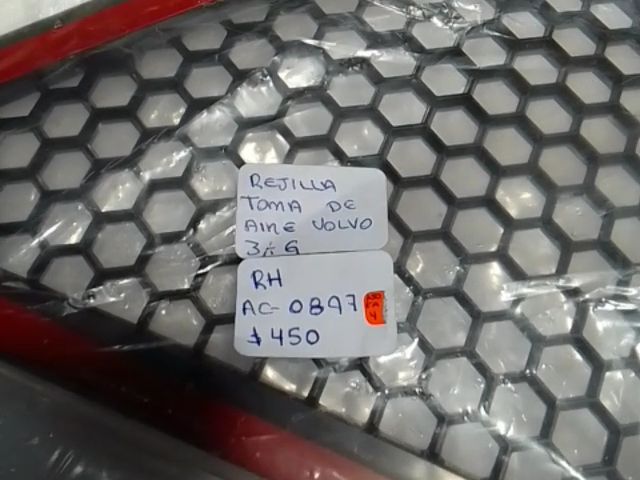 REJILLA
TOMA DE
AIRE VOLVO
RH
AC-0897
$450